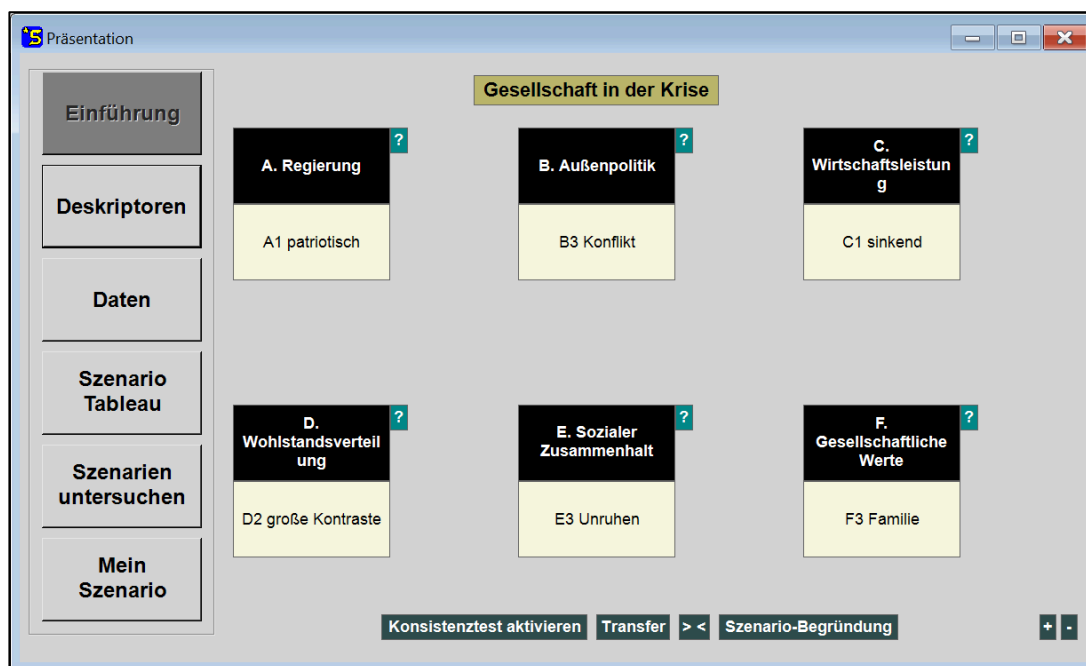 Präsentation
Einführung
Deskriptoren
Daten
Szenario
Tableau
Szenarien
untersuchen
Mein
Szenario
Gesellschaft in der Krise
A. Regierung
?
A1 patriotisch
B. Außenpolitik
?
B3 Konflikt
C.
Wirtschaftsleistun
g
?
C1 sinkend
D.
Wohlstandsverteil
ung
?
D2 große Kontraste
E. Sozialer
Zusammenhalt
?
E3 Unruhen
F.
Gesellschaftliche
Werte
?
F3 Familie
Konsistenztest aktivieren Transfer > < Szenario-Begründung + -